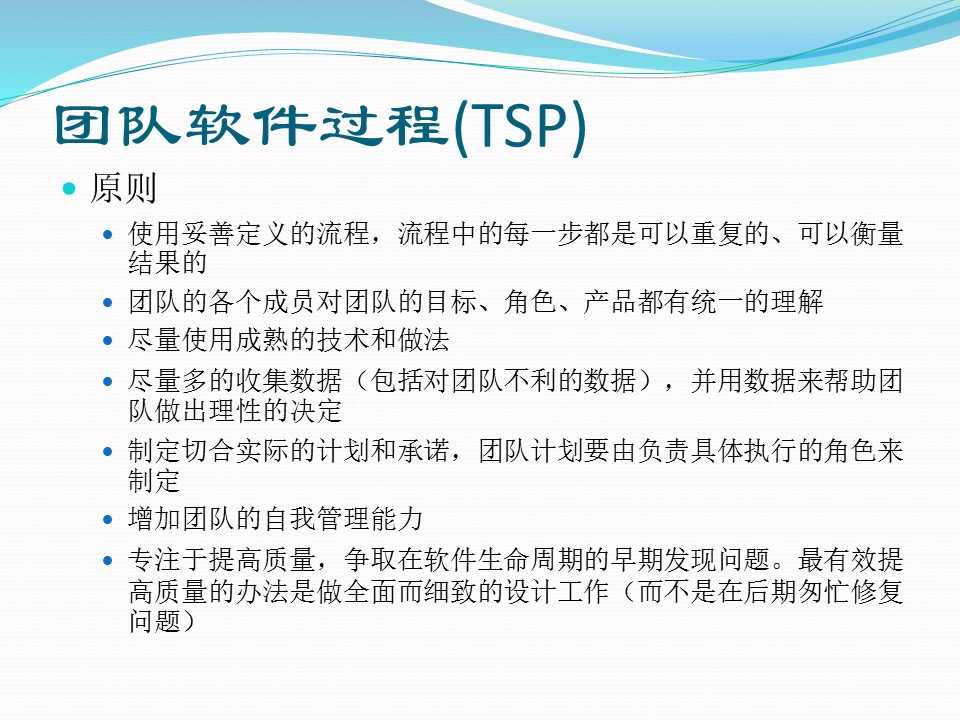 团队软件过程(TSP)
原则
使用妥善定义的流程，流程中的每一步都是可以重复的、可以衡量
结果的
团队的各个成员对团队的目标、角色、产品都有统一的理解
尽量使用成熟的技术和做法
尽量多的收集数据（包括对团队不利的数据），并用数据来帮助团
队做出理性的决定
制定切合实际的计划和承诺，团队计划要由负责具体执行的角色来
制定
增加团队的自我管理能力
专注于提高质量，争取在软件生命周期的早期发现问题。最有效提
高质量的办法是做全面而细致的设计工作（而不是在后期匆忙修复
问题）